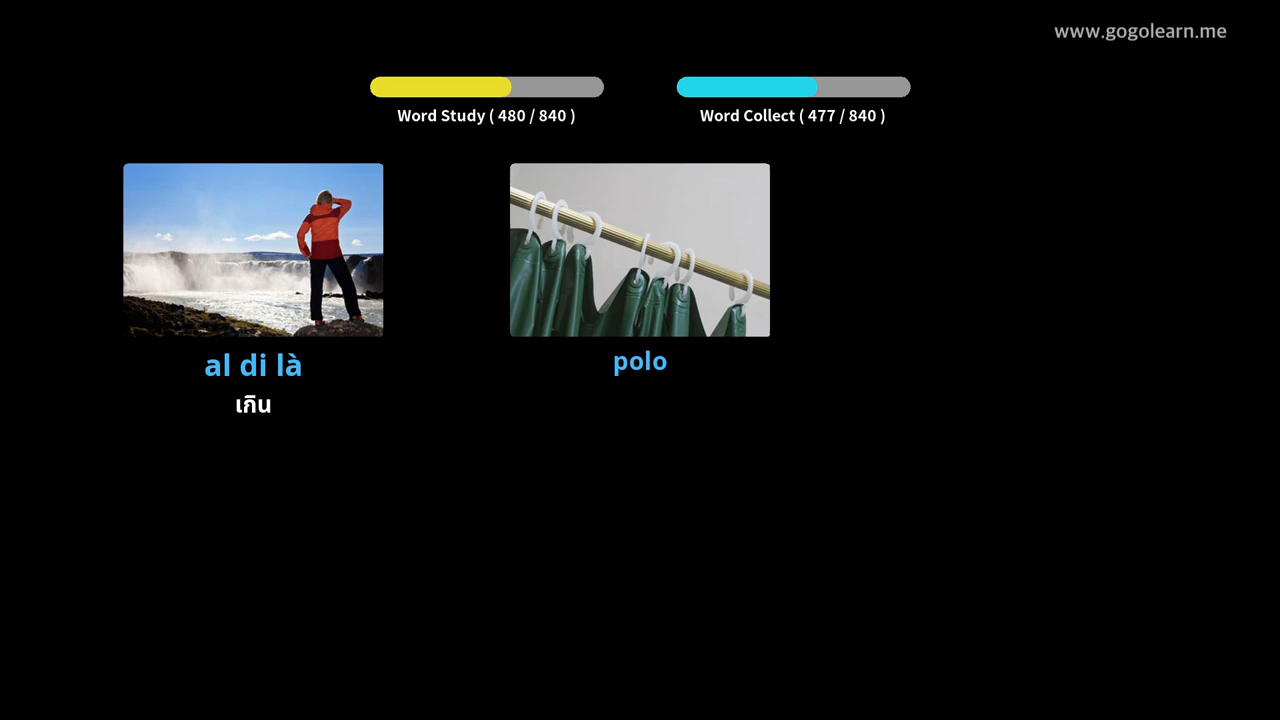 www.gogolearn.me
Word Study ( 480 / 840 )
Word Collect ( 477 / 840 )
al di là
เกิน
polo